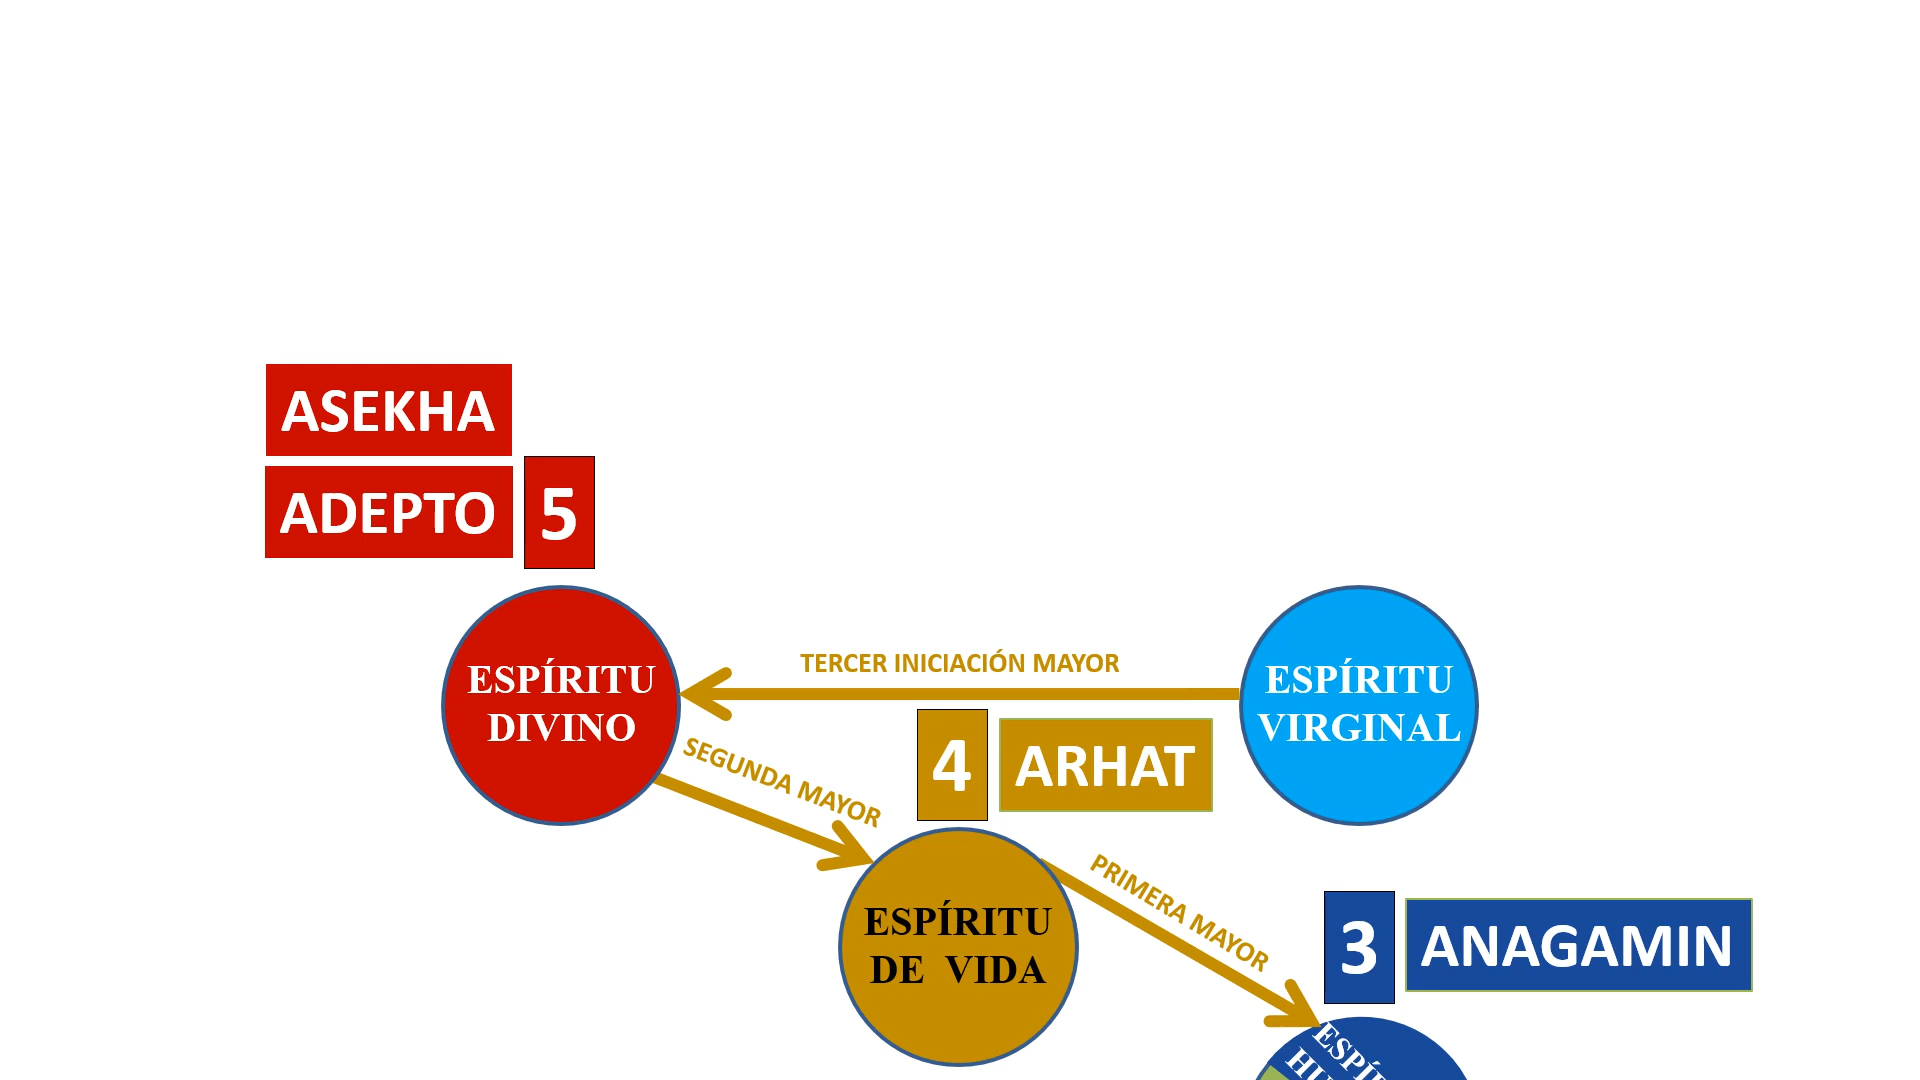 ASEKHA
ADEPTO
5
ESPÍRITU
DIVINO
TERCER INICIACIÓN MAYOR
ESPÍRITU
VIRGINAL
SEGUNDA MAYOR
4
ARHAT
ESPÍRITU
DE VIDA
PRIMERA MAYOR
3
ANAGAMIN